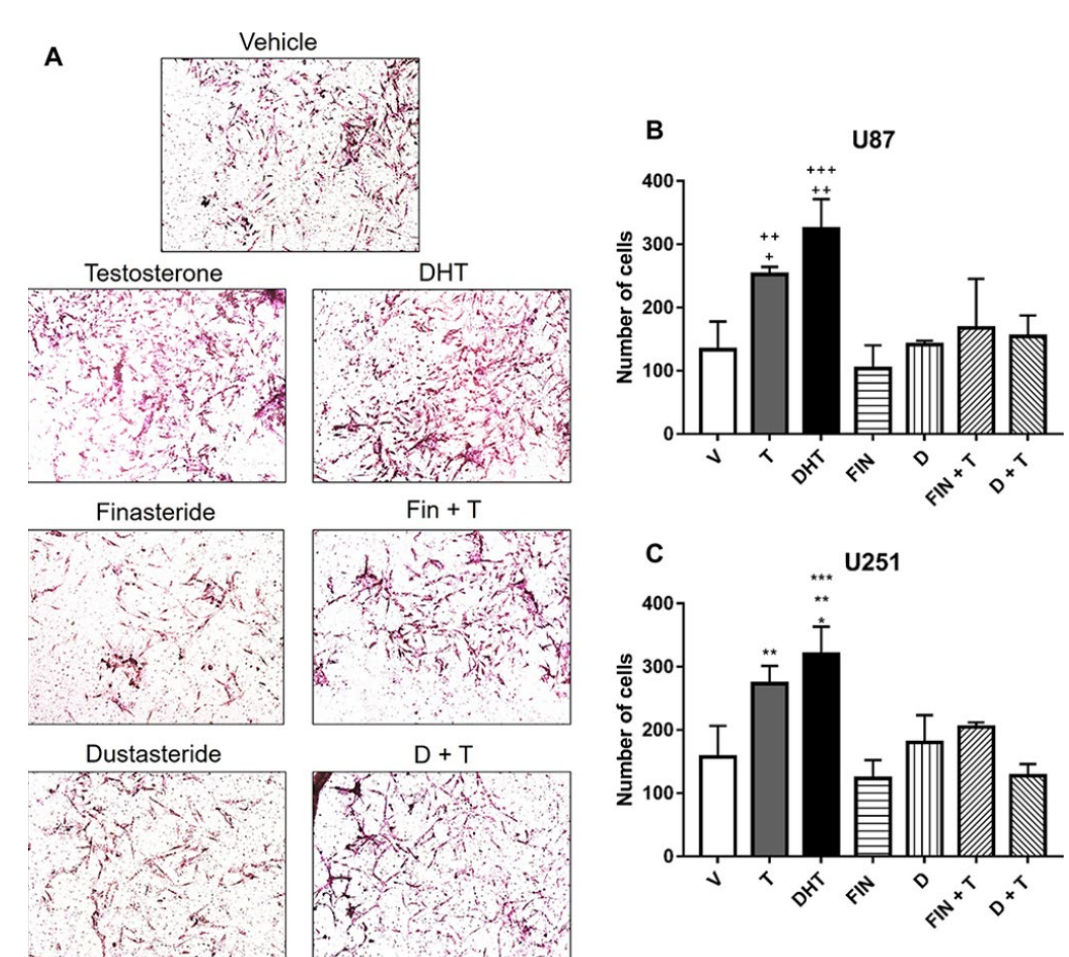 A
Vehicle
Testosterone
DHT
Finasteride
Fin + T
Dustasteride
D + T
B
U87
Number of cells
400
300
200
100
0
++
+
+++
++
V
T
DHT
FIN
D
FIN + T
D + T
C
U251
Number of cells
400
300
200
100
0
**
***
**
*
V
T
DHT
FIN
D
FIN + T
D + T